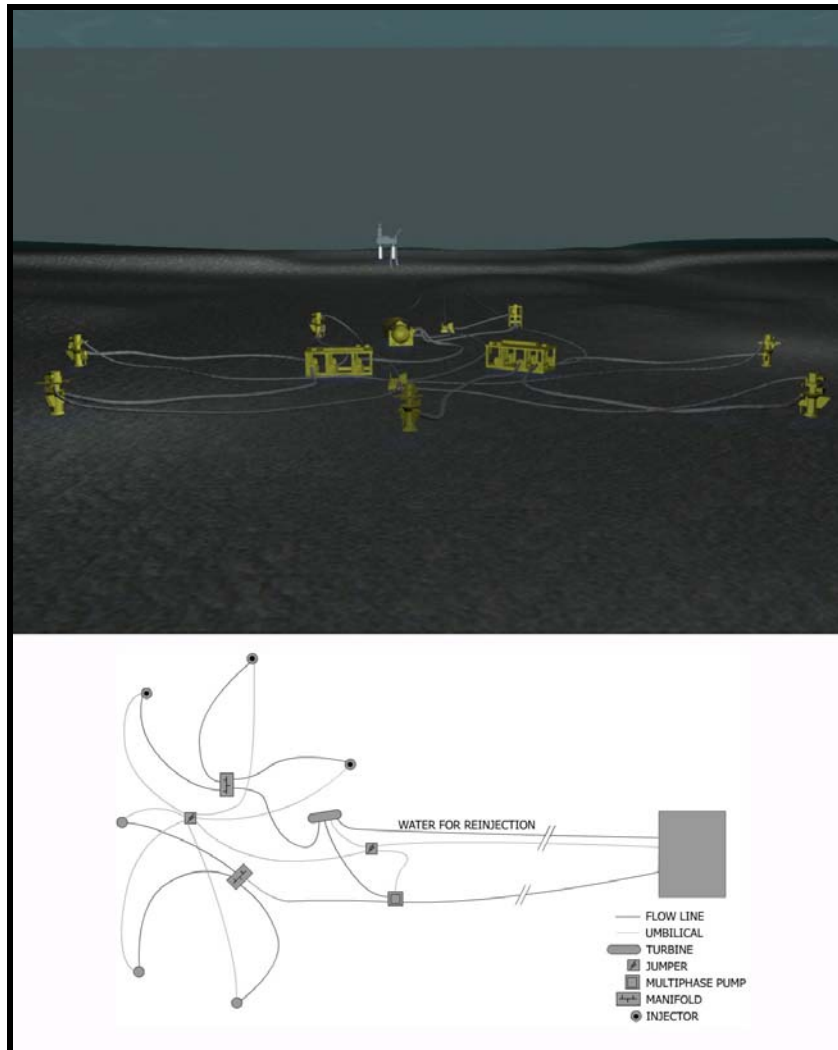 WATER FOR REINJECTION
FLOW LINE
UMBILICAL
TURBINE
JUMPER
MULTIPHASE PUMP
MANIFOLD
INJECTOR